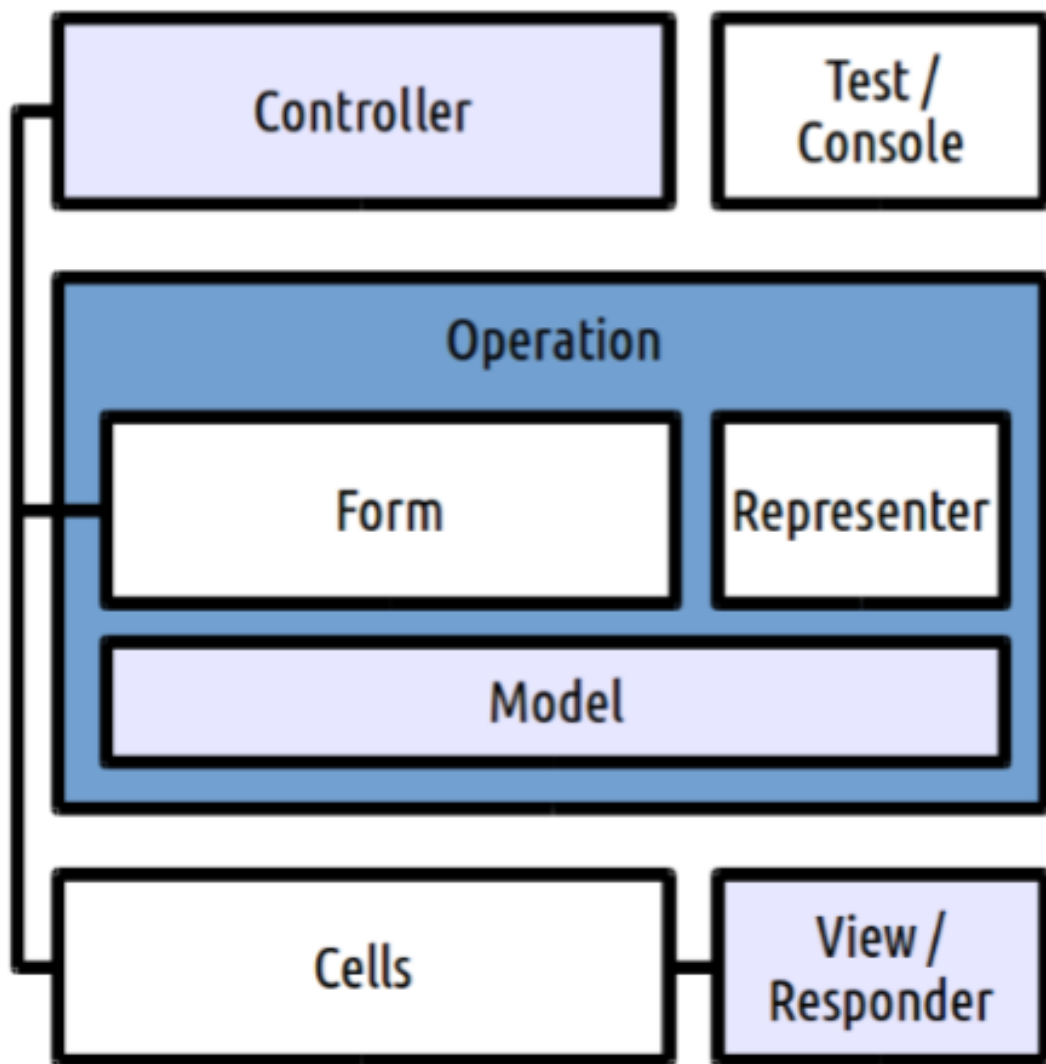 Controller
Test /
Console
Operation
Form
Representer
Model
Cells
View /
Responder